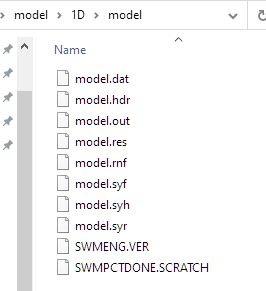 model > 1D > model
Name
model.dat
model.hdr
model.out
model.res
model.rnf
model.syf
model.syh
model.syr
SWMENG.VER
SWMPCTDONE.SCRATCH